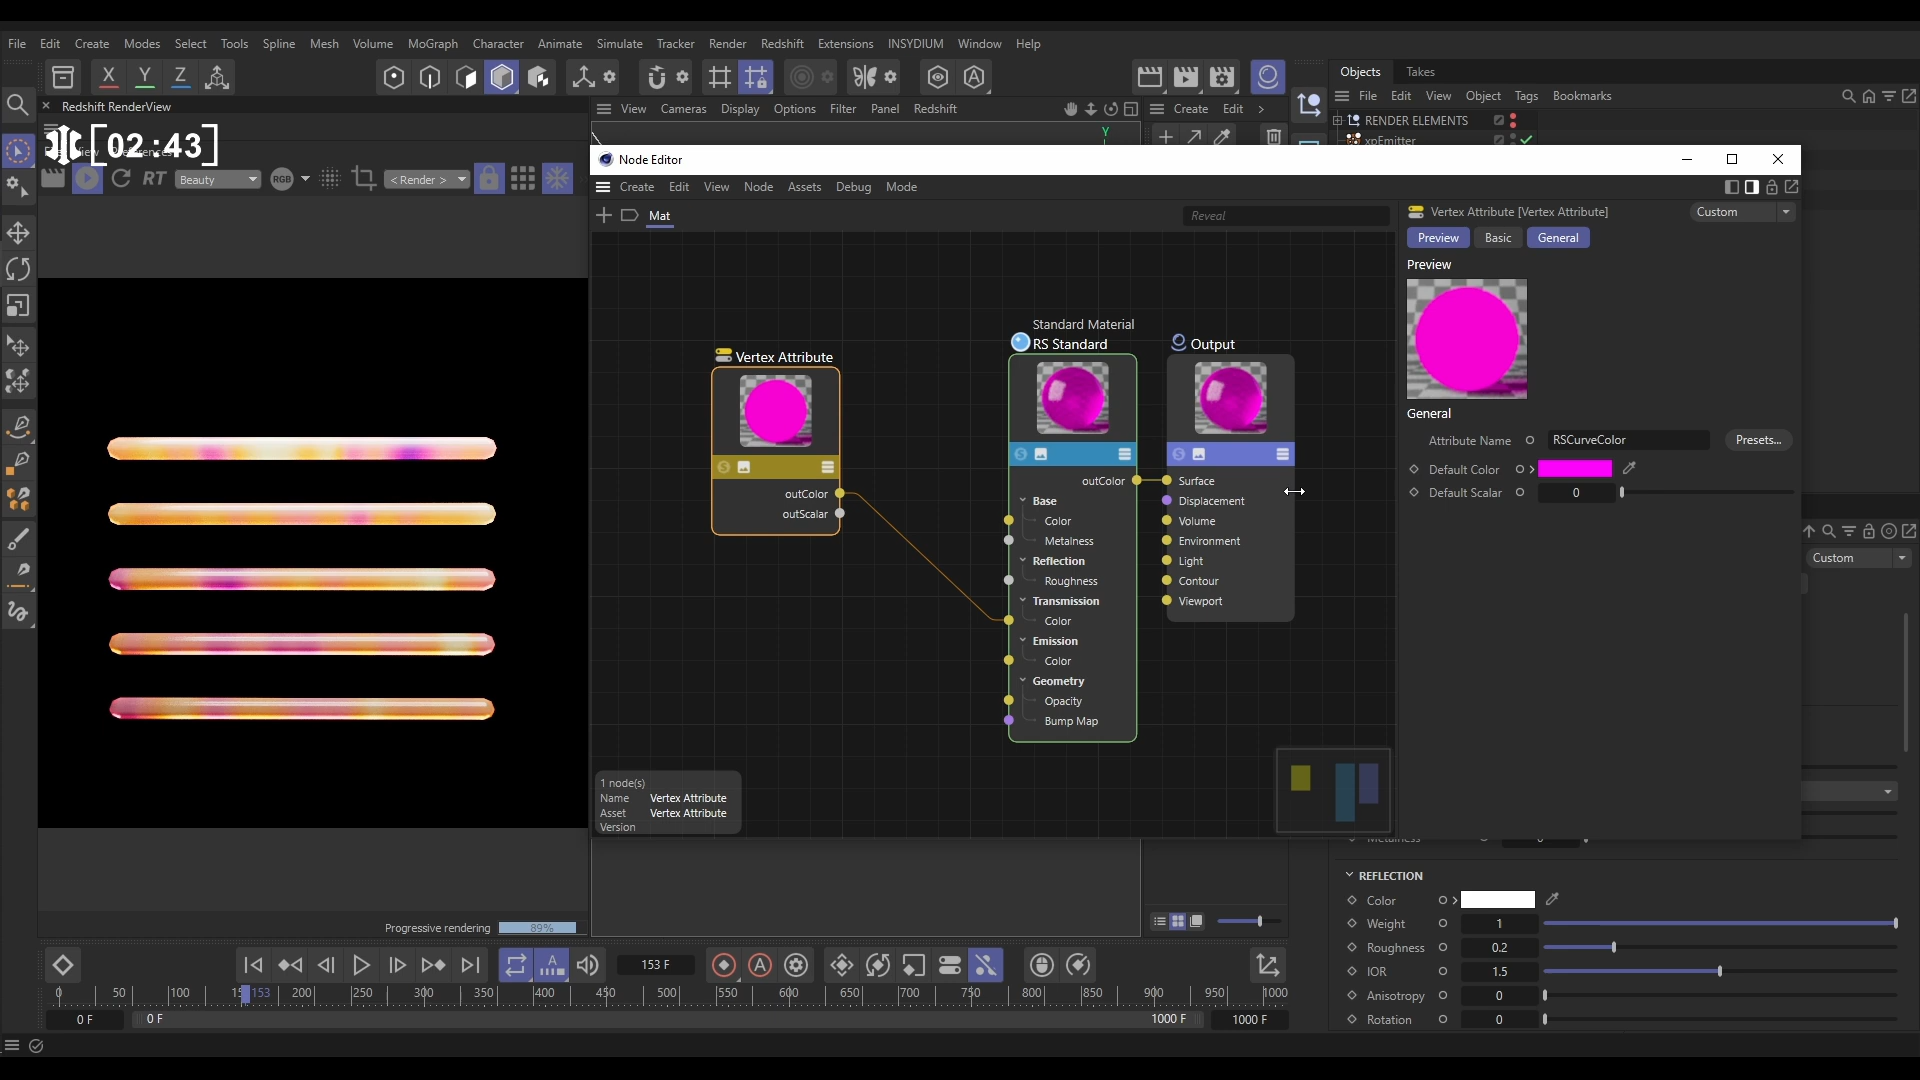 File Edit Create Modes Select Tools Spline Mesh Volume MoGraph Character Animate Simulate Tracker Render Redshift Extensions INSYDIUM Window Help
X Y Z
Objects Takes
Redshift RenderView
View Cameras Display Options Filter Panel Redshift
Create Edit
File Edit View Object Tags Bookmarks
[02:43]
Y
RENDER ELEMENTS
xpEmitter
RT Beauty RGB < Render >
Node Editor
Create Edit View Node Assets Debug Mode
Mat
Reveal
Vertex Attribute [Vertex Attribute]
Custom
Preview Basic General
Preview
General
Attribute Name RSCurveColor Presets...
Default Color
Default Scalar 0
Vertex Attribute
outColor
outScalar
Standard Material
RS Standard
outColor
Base
Color
Metalness
Reflection
Roughness
Transmission
Color
Emission
Color
Geometry
Opacity
Bump Map
Output
Surface
Displacement
Volume
Environment
Light
Contour
Viewport
1 node(s)
Name Vertex Attribute
Asset Vertex Attribute
Version
Custom
REFLECTION
Color
Weight 1
Roughness 0.2
IOR 1.5
Anisotropy 0
Rotation 0
Progressive rendering 89%
153 F
0 50 100 153 200 250 300 350 400 450 500 550 600 650 700 750 800 850 900 950 1000
0 F 0 F 1000 F 1000 F